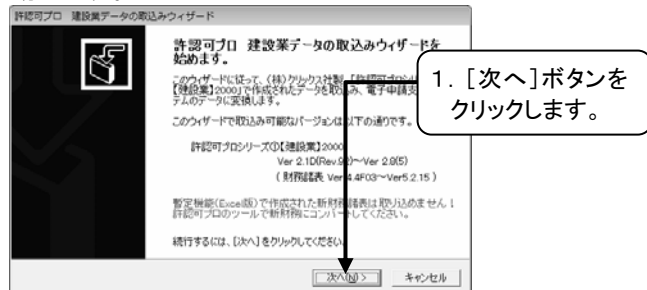 許認可プロ 建設業データの取込みウィザード
許認可プロ 建設業データの取込みウィザードを
始めます。
このウィザードに従って、(株)クリックス社製、「許認可プロシリ
【建設業】2000」で作成されたデータを取込み、電子申請支
テムのデータに変換します。
このウィザードで取込み可能なバージョンは以下の通りです。
許認可プロシリーズ①【建設業】2000
Ver 2.1D(Rev.92)~Ver 2.9(5)
( 財務諸表 Ver 4.4F03~Ver5.2.15 )
暫定機能(Excel版)で作成された新財務諸表は取り込めません!
許認可プロのツールで新財務にコンバートしてください。
続行するには、[次へ]をクリックしてください
次へ(N) >
キャンセル
1.[次へ]ボタンを
クリックします。